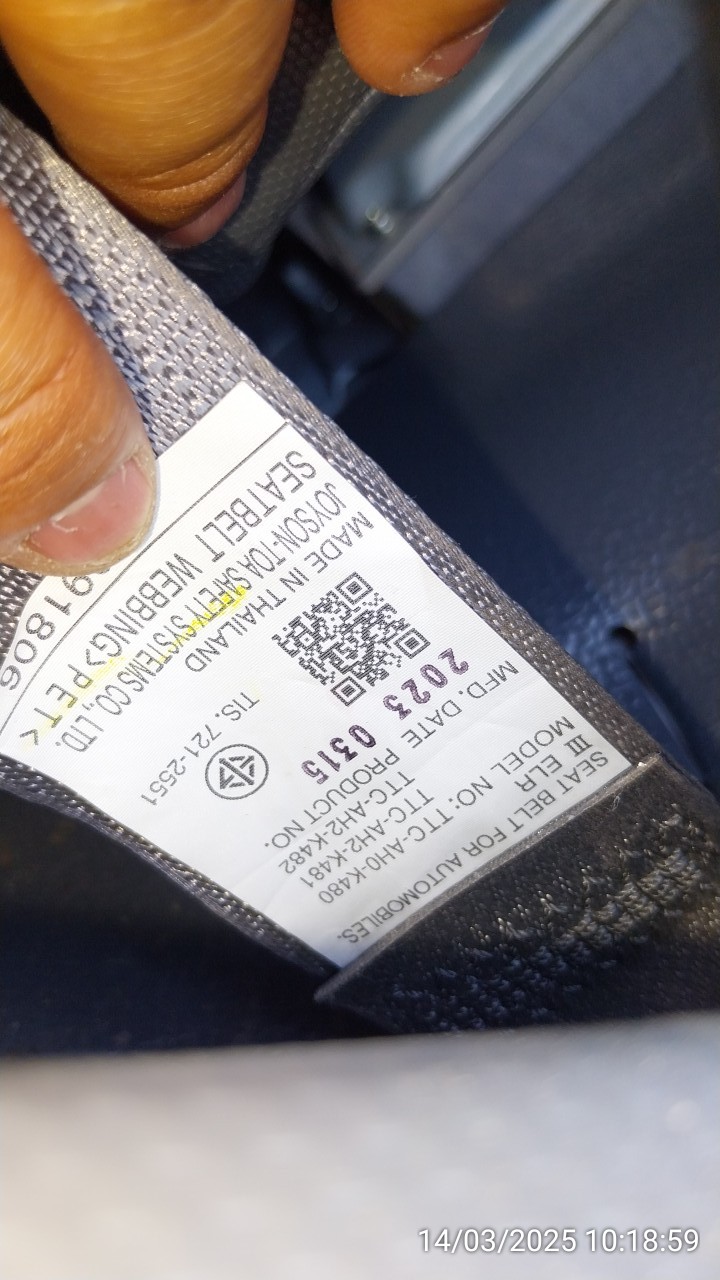 SEAT BELT FOR AUTOMOBILES.
III ELR
MODEL NO: TTC-AH0-K480
TTC-AH2-K481
TTC-AH2-K482
MFD. DATE PRODUCT NO.
2023 0315
TIS. 721-2551
MADE IN THAILAND
JOYSON-TOA SAFETY SYSTEMS CO., LTD.
SEATBELT WEBBING>PET<
91806
14/03/2025 10:18:59